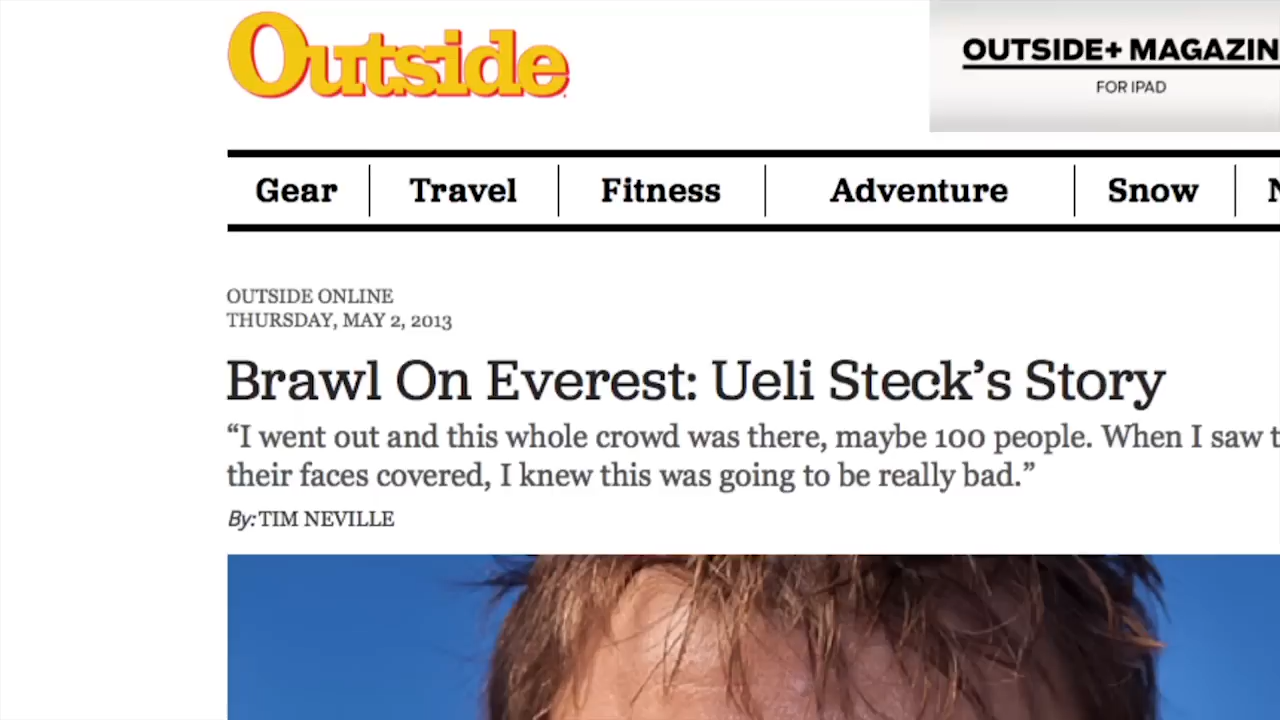 Outside
OUTSIDE+ MAGAZIN
FOR IPAD
Gear Travel Fitness Adventure Snow
OUTSIDE ONLINE
THURSDAY, MAY 2, 2013
Brawl On Everest: Ueli Steck’s Story
“I went out and this whole crowd was there, maybe 100 people. When I saw
their faces covered, I knew this was going to be really bad.”
By: TIM NEVILLE